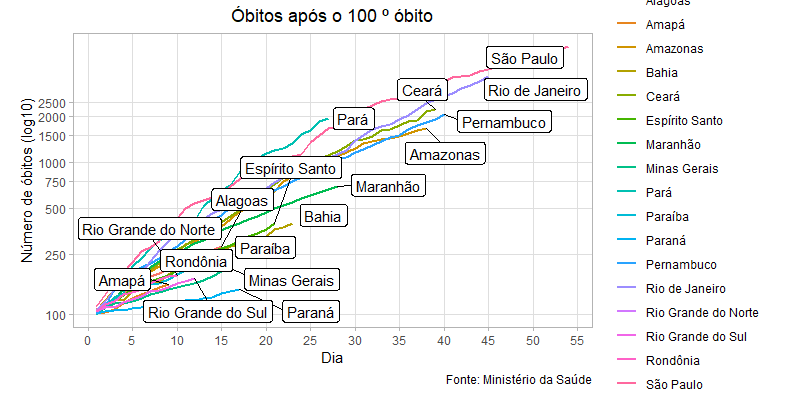 Óbitos após o 100 º óbito
Número de óbitos (log10)
2500
2000
1500
1000
750
500
250
100
São Paulo
Rio de Janeiro
Ceará
Pará
Pernambuco
Amazonas
Espírito Santo
Maranhão
Alagoas
Bahia
Rio Grande do Norte
Paraíba
Rondônia
Amapá
Minas Gerais
Rio Grande do Sul
Paraná
0 5 10 15 20 25 30 35 40 45 50 55
Dia
Fonte: Ministério da Saúde
Alagoas
Amapá
Amazonas
Bahia
Ceará
Espírito Santo
Maranhão
Minas Gerais
Pará
Paraíba
Paraná
Pernambuco
Rio de Janeiro
Rio Grande do Norte
Rio Grande do Sul
Rondônia
São Paulo